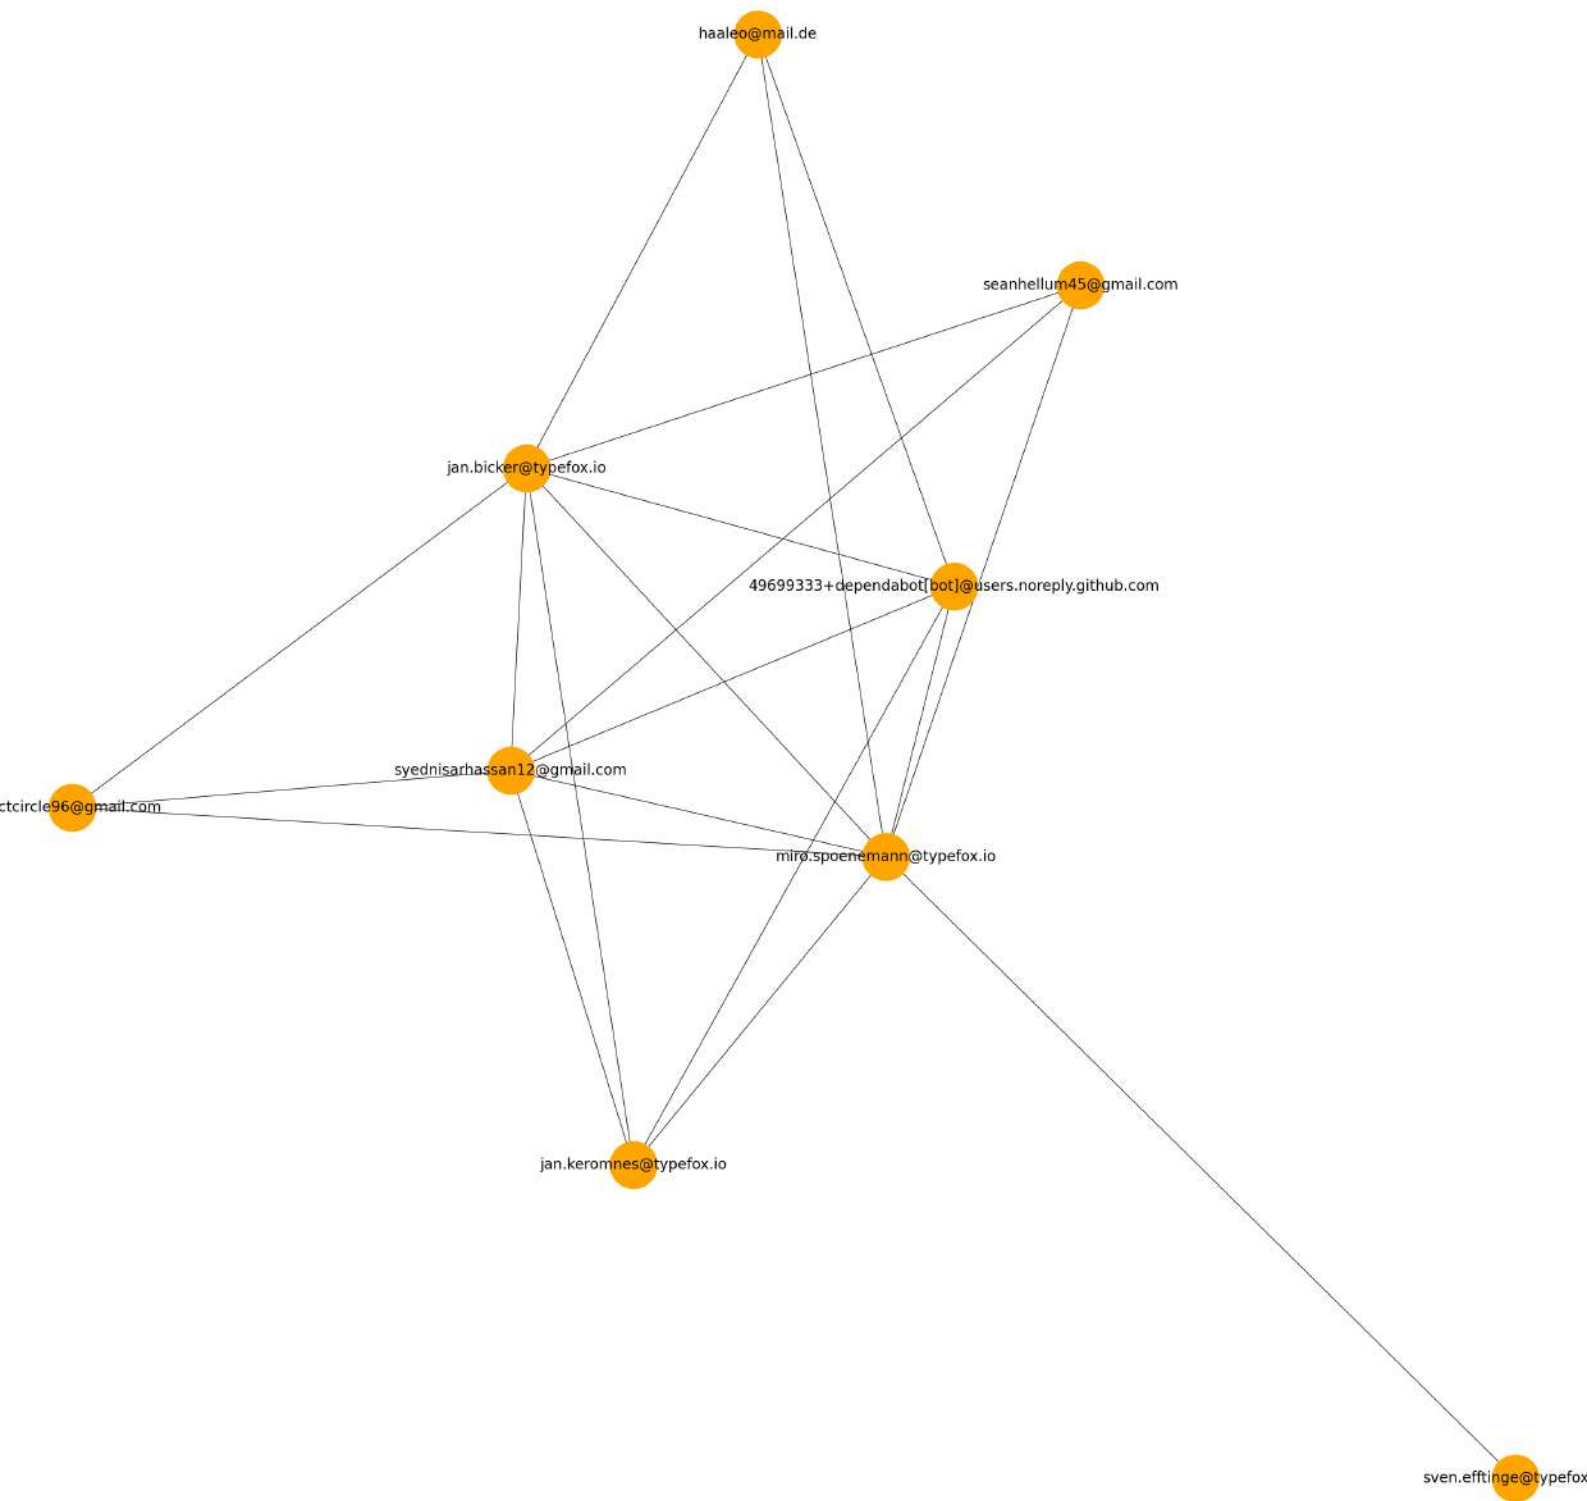 haaleo@mail.de
seanhellum45@gmail.com
jan.bicker@typefox.io
49699333+dependabot[bot]@users.noreply.github.com
syednisarhassan12@gmail.com
ctcircle96@gmail.com
miro.spoenemann@typefox.io
jan.keromnes@typefox.io
sven.efftinge@typefox